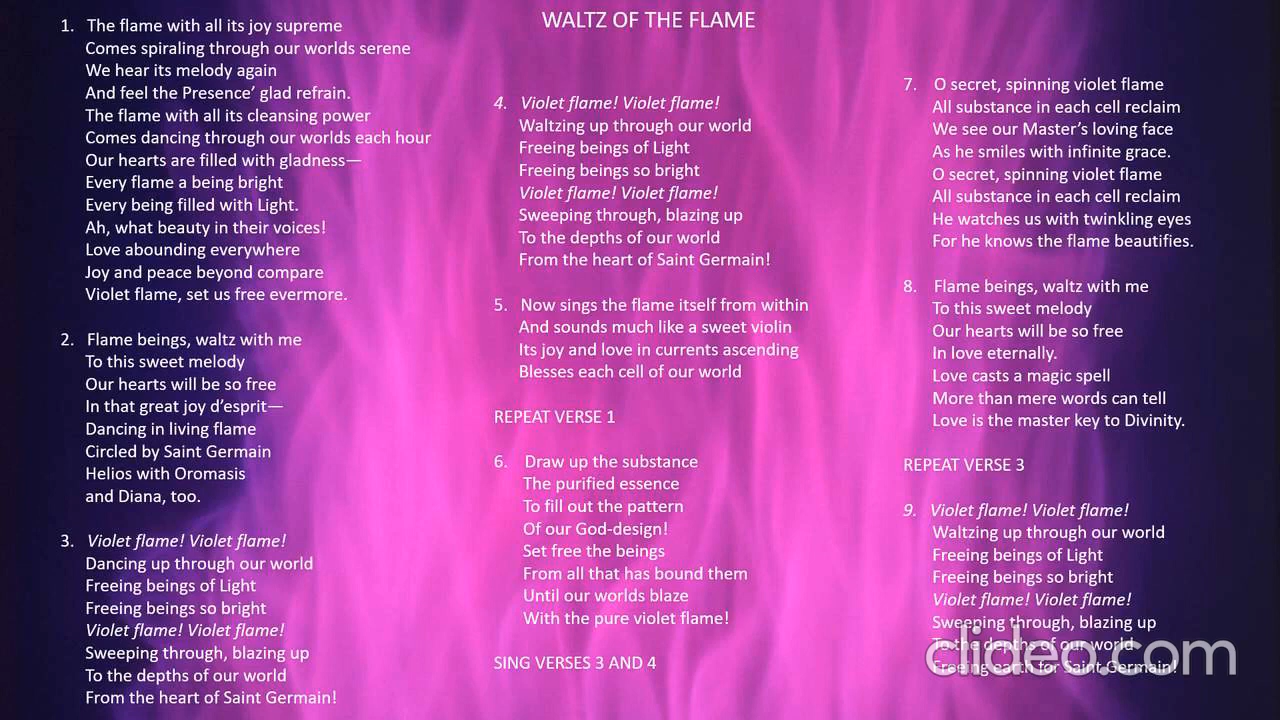 WALTZ OF THE FLAME
1. The flame with all its joy supreme
Comes spiraling through our worlds serene
We hear its melody again
And feel the Presence’ glad refrain.
The flame with all its cleansing power
Comes dancing through our worlds each hour
Our hearts are filled with gladness—
Every flame a being bright
Every being filled with Light.
Ah, what beauty in their voices!
Love abounding everywhere
Joy and peace beyond compare
Violet flame, set us free evermore.
2. Flame beings, waltz with me
To this sweet melody
Our hearts will be so free
In that great joy d’esprit—
Dancing in living flame
Circled by Saint Germain
Helios with Oromasis
and Diana, too.
3. Violet flame! Violet flame!
Dancing up through our world
Freeing beings of Light
Freeing beings so bright
Violet flame! Violet flame!
Sweeping through, blazing up
To the depths of our world
From the heart of Saint Germain!
4. Violet flame! Violet flame!
Waltzing up through our world
Freeing beings of Light
Freeing beings so bright
Violet flame! Violet flame!
Sweeping through, blazing up
To the depths of our world
From the heart of Saint Germain!
5. Now sings the flame itself from within
And sounds much like a sweet violin
Its joy and love in currents ascending
Blesses each cell of our world
REPEAT VERSE 1
6. Draw up the substance
The purified essence
To fill out the pattern
Of our God-design!
Set free the beings
From all that has bound them
Until our worlds blaze
With the pure violet flame!
SING VERSES 3 AND 4
7. O secret, spinning violet flame
All substance in each cell reclaim
We see our Master’s loving face
As he smiles with infinite grace.
O secret, spinning violet flame
All substance in each cell reclaim
He watches us with twinkling eyes
For he knows the flame beautifies.
8. Flame beings, waltz with me
To this sweet melody
Our hearts will be so free
In love eternally.
Love casts a magic spell
More than mere words can tell
Love is the master key to Divinity.
REPEAT VERSE 3
9. Violet flame! Violet flame!
Waltzing up through our world
Freeing beings of Light
Freeing beings so bright
Violet flame! Violet flame!
Sweeping through, blazing up
To the depths of our world
Freeing earth for Saint Germain!
clideo.com